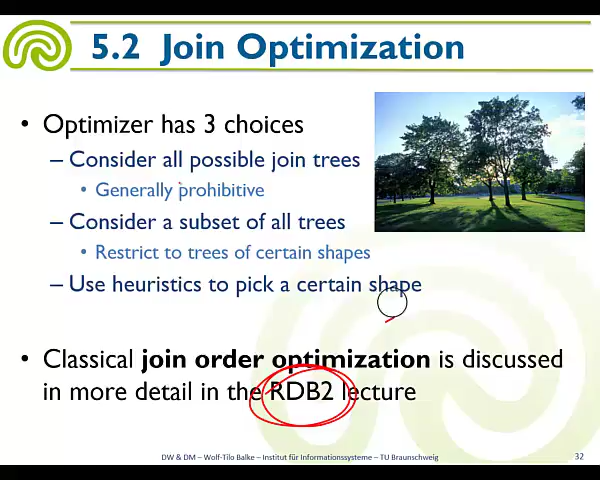 5.2 Join Optimization
• Optimizer has 3 choices
– Consider all possible join trees
• Generally prohibitive
– Consider a subset of all trees
• Restrict to trees of certain shapes
– Use heuristics to pick a certain shape
• Classical join order optimization is discussed
in more detail in the RDB2 lecture
DW & DM – Wolf-Tilo Balke – Institut für Informationssysteme – TU Braunschweig
32